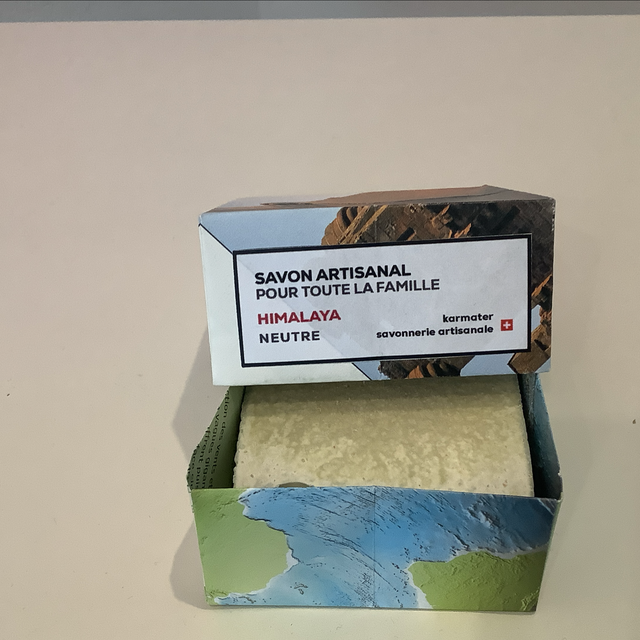 SAVON ARTISANAL
POUR TOUTE LA FAMILLE
HIMALAYA
NEUTRE
karmater
savonnerie artisanale